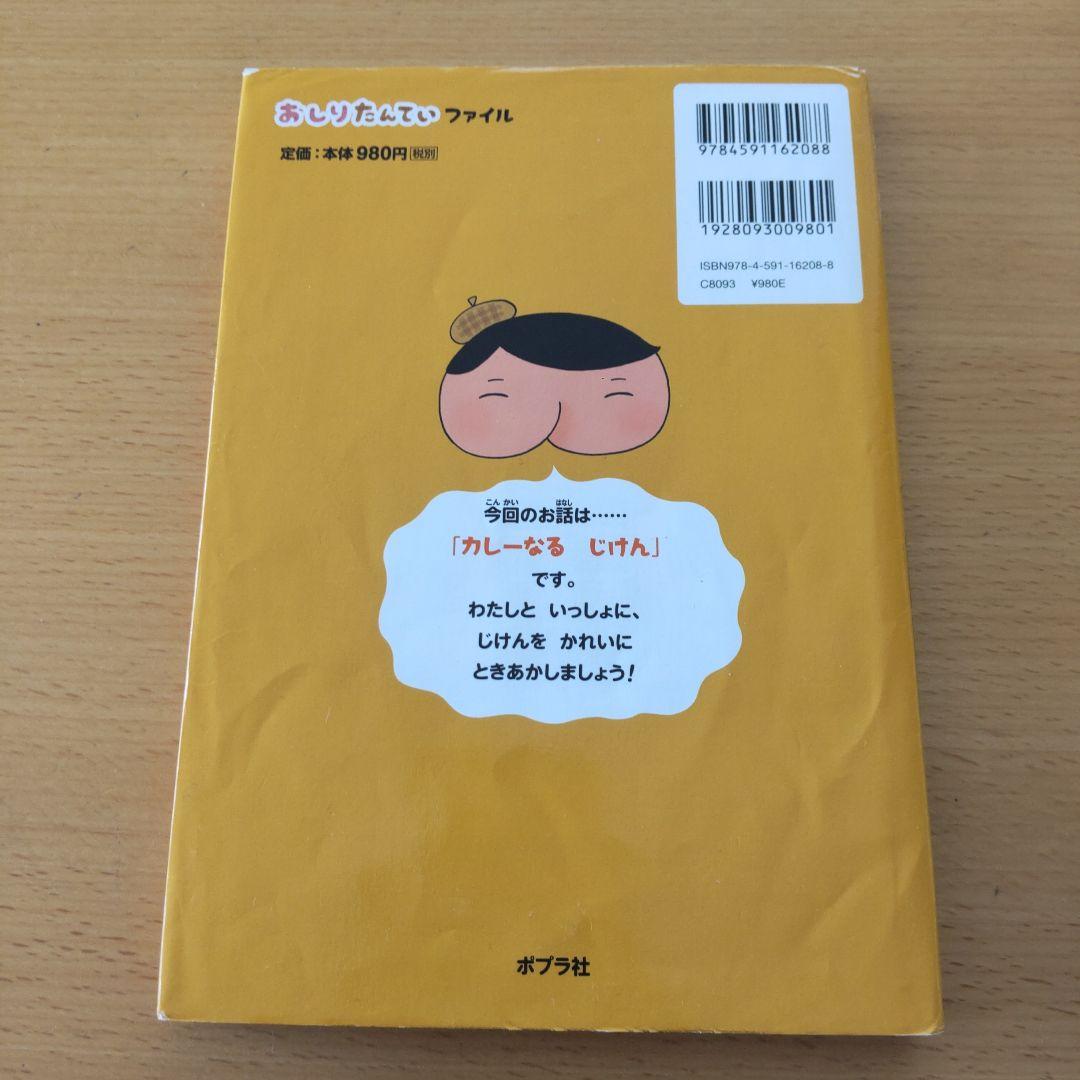 おしりたんてい ファイル
定価:本体980円 税別
9784591162088
1928093009801
ISBN978-4-591-16208-8
C8093 ¥980E
こん かい はなし
今回のお話は……
「カレーなる じけん」
です。
わたしと いっしょに、
じけんを かれいに
ときあかしましょう!
ポプラ社